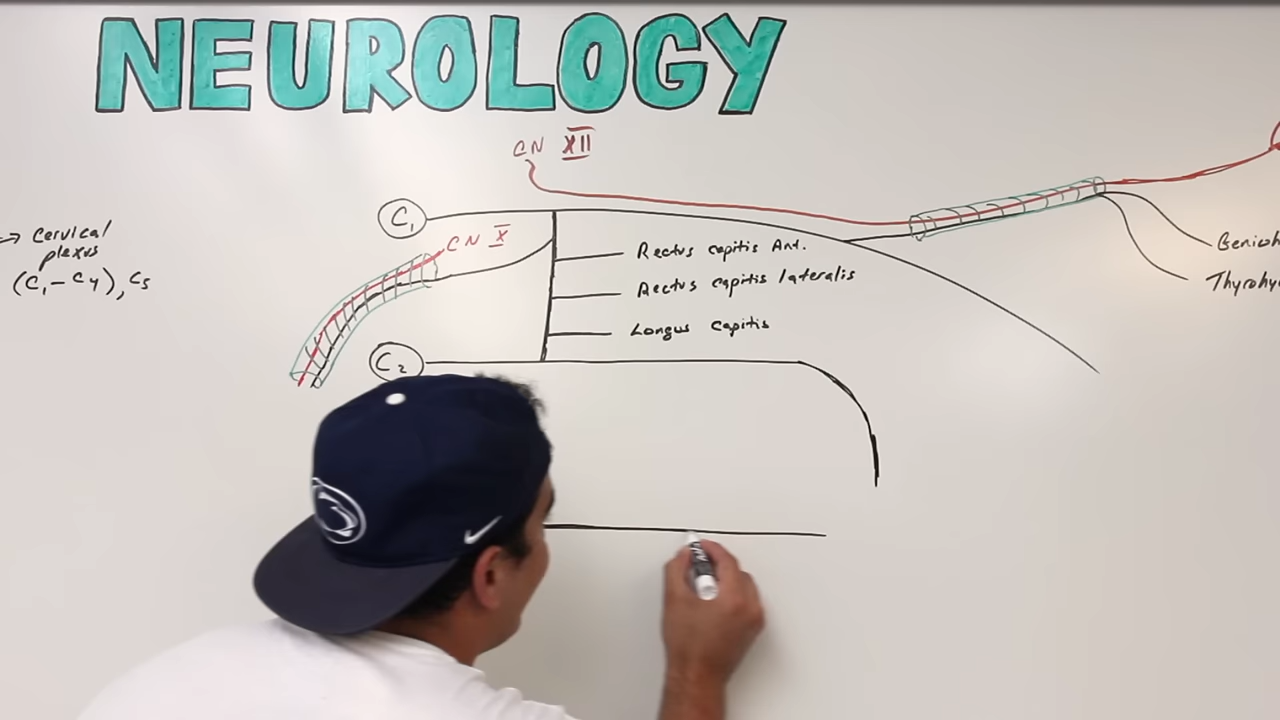 NEUROLOGY
CN XII
C1
→ Cervical
plexus
(C1-C4), C5
CN X
Rectus capitis Ant.
Rectus capitis lateralis
Longus capitis
C2